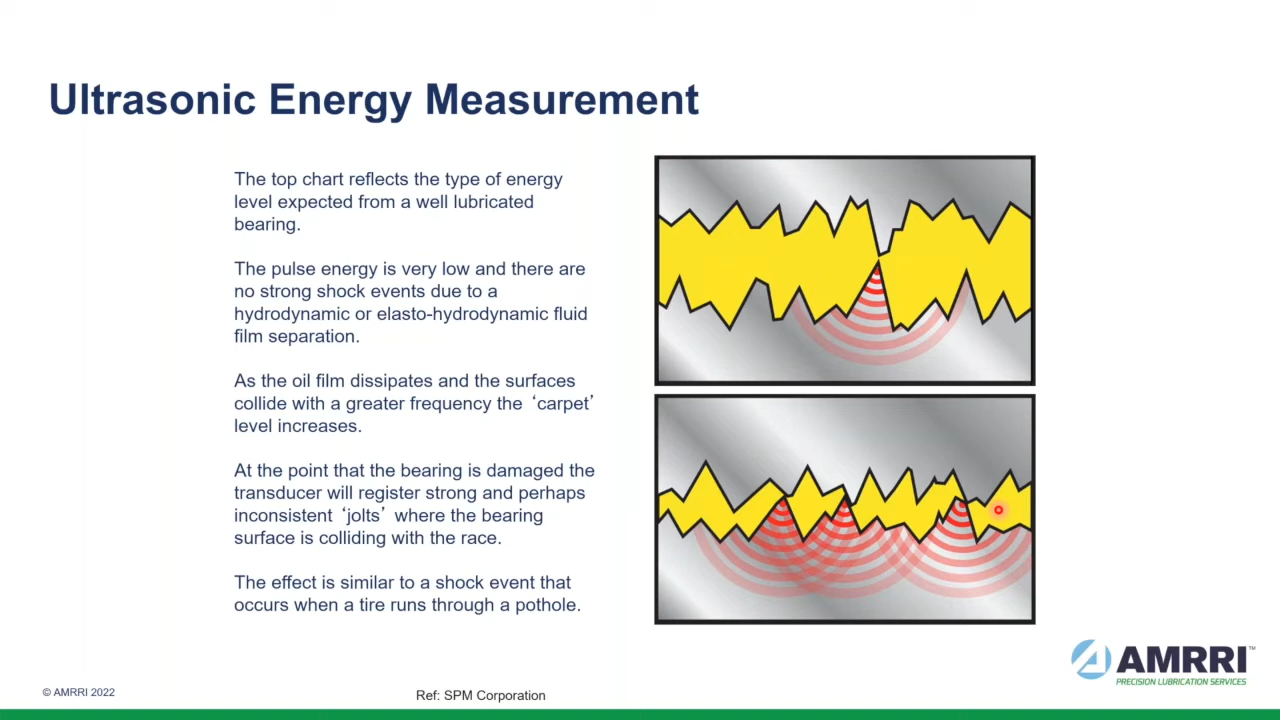 Ultrasonic Energy Measurement
The top chart reflects the type of energy
level expected from a well lubricated
bearing.
The pulse energy is very low and there are
no strong shock events due to a
hydrodynamic or elasto-hydrodynamic fluid
film separation.
As the oil film dissipates and the surfaces
collide with a greater frequency the ‘carpet’
level increases.
At the point that the bearing is damaged the
transducer will register strong and perhaps
inconsistent ‘jolts’ where the bearing
surface is colliding with the race.
The effect is similar to a shock event that
occurs when a tire runs through a pothole.
AMRRI™
PRECISION LUBRICATION SERVICES
© AMRRI 2022
Ref: SPM Corporation